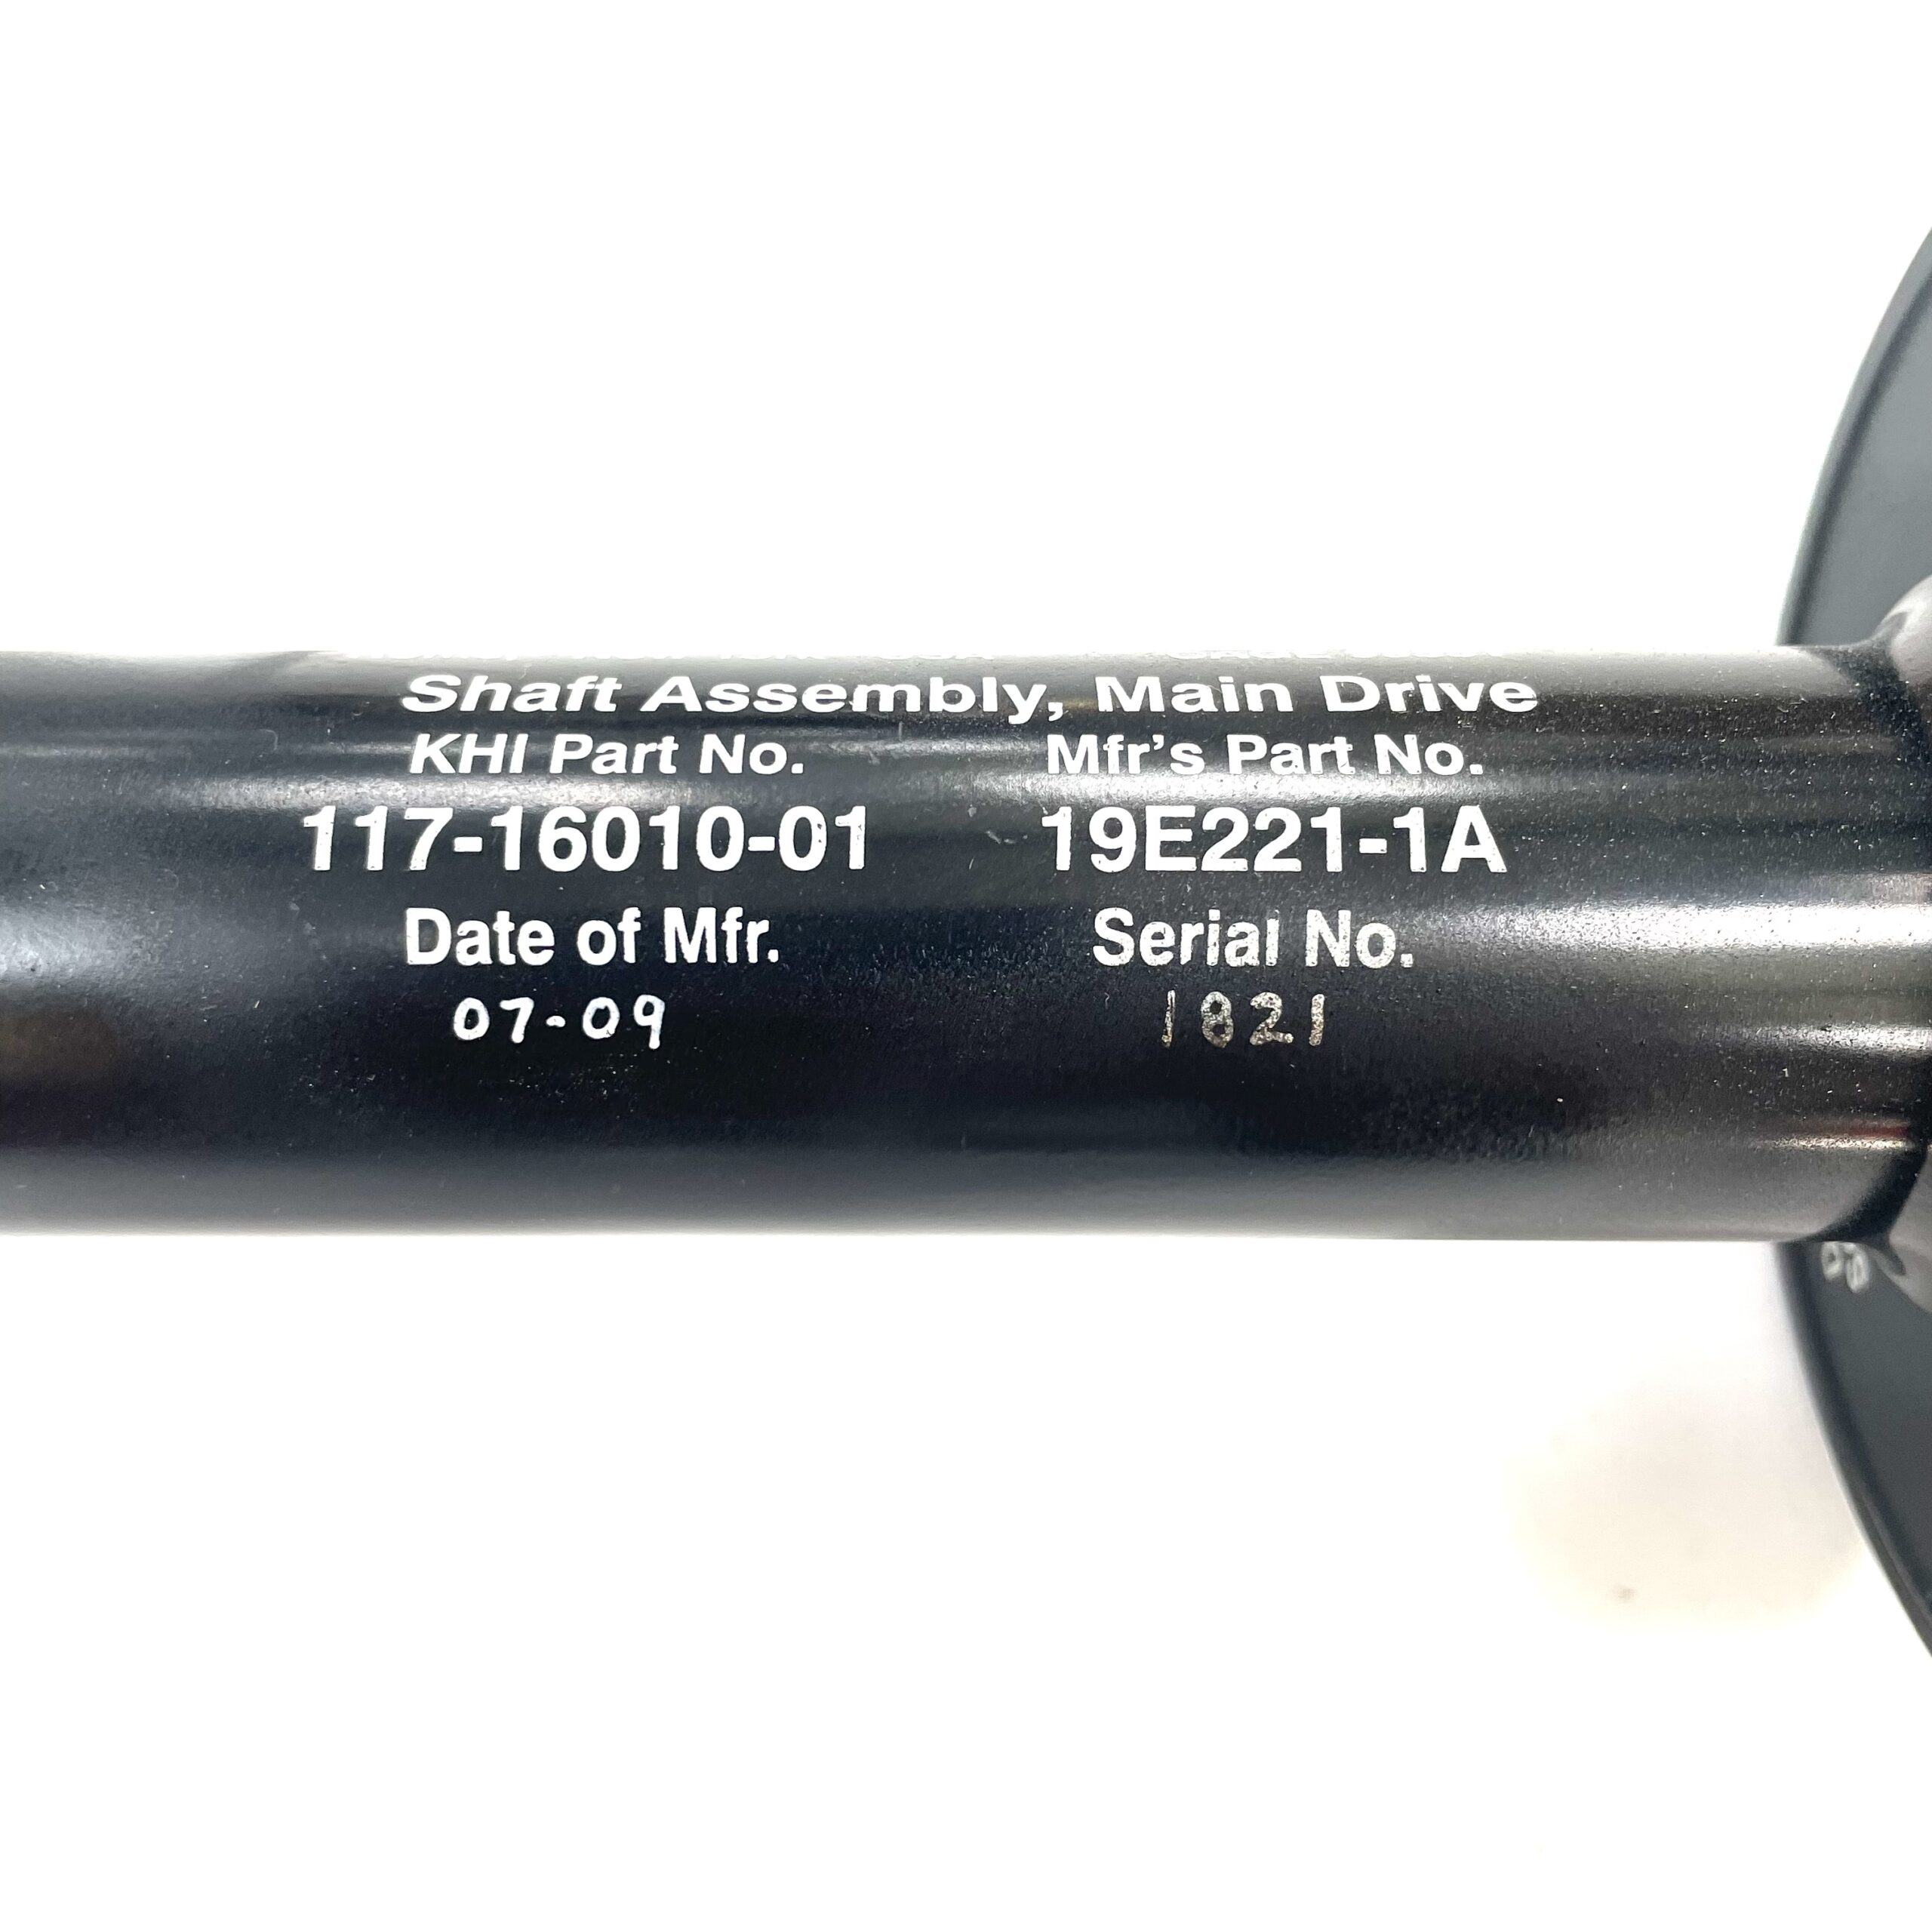 Shaft Assembly, Main Drive
KHI Part No. Mfr's Part No.
117-16010-01 19E221-1A
Date of Mfr. Serial No.
07-09 1821